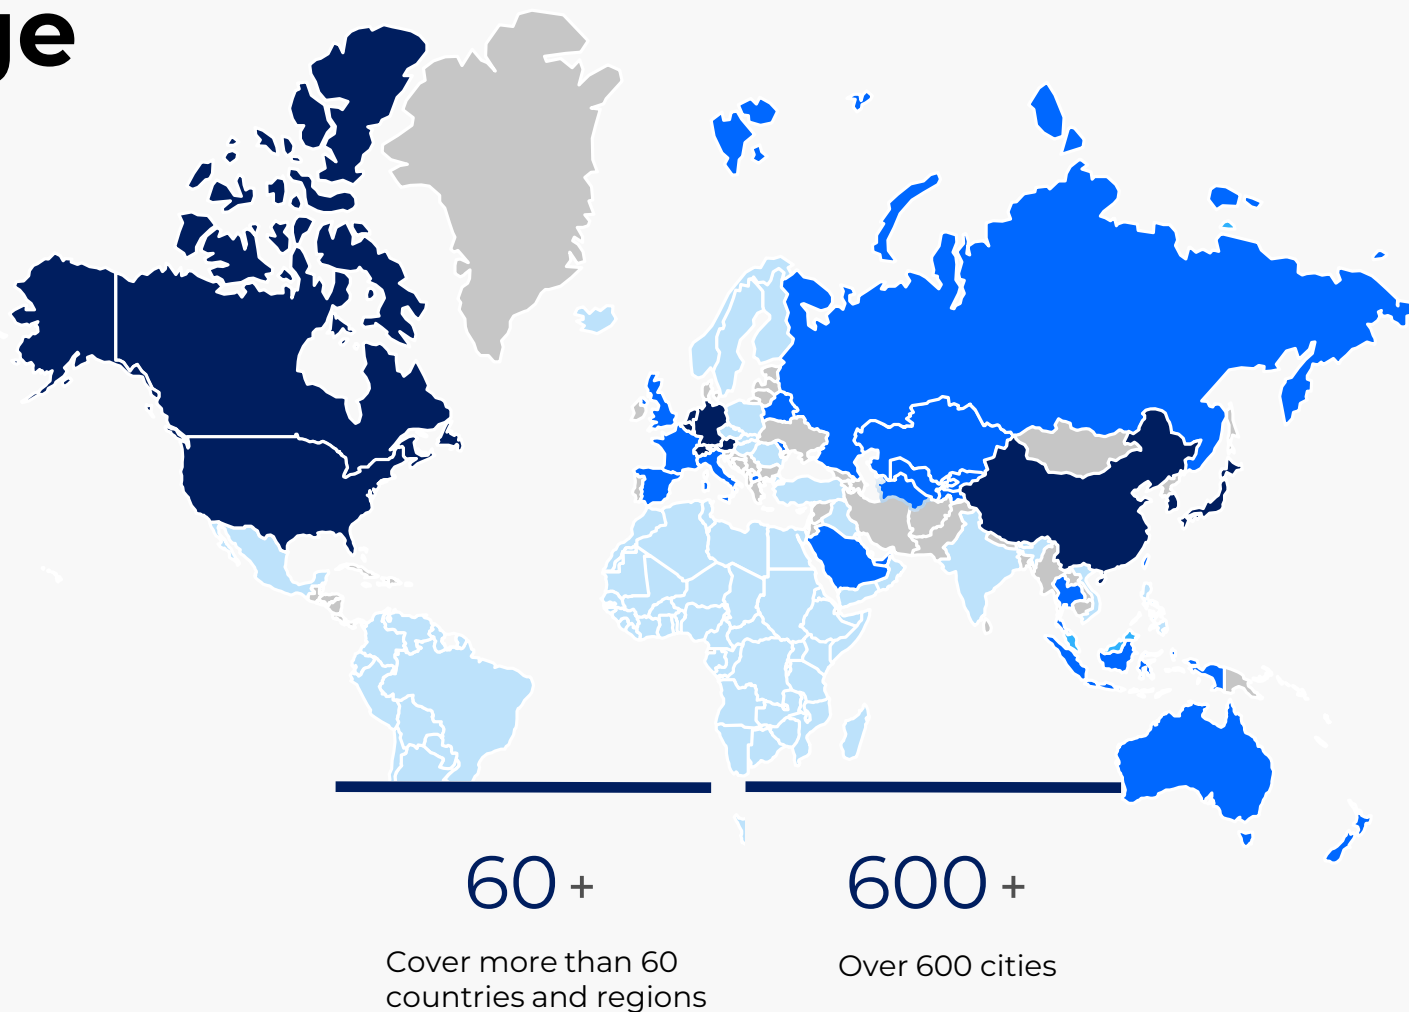 ge
60 +
Cover more than 60
countries and regions
600 +
Over 600 cities